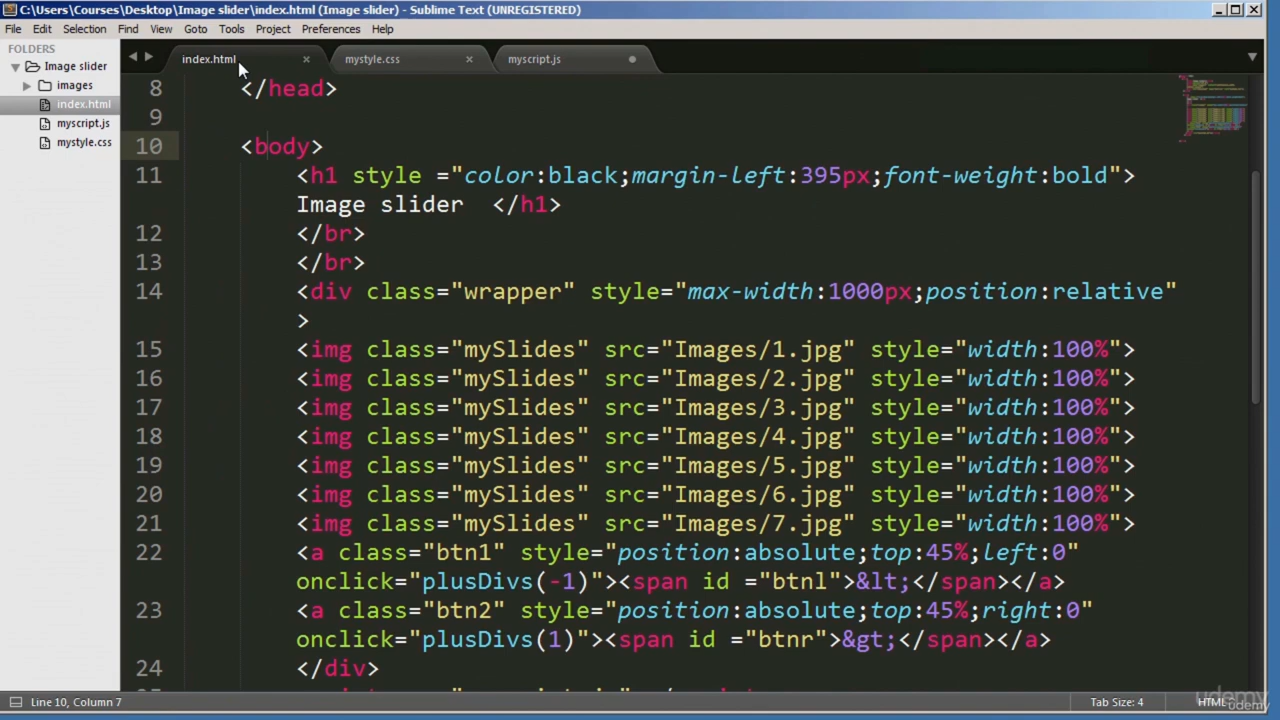 C:\Users\Courses\Desktop\Image slider\index.html (Image slider) - Sublime Text (UNREGISTERED)
File Edit Selection Find View Goto Tools Project Preferences Help
FOLDERS
Image slider
images
index.html
myscript.js
mystyle.css
index.html × mystyle.css × myscript.js
8 </head>
9
10 <body>
11 <h1 style ="color:black;margin-left:395px;font-weight:bold">
Image slider  </h1>
12 </br>
13 </br>
14 <div class="wrapper" style="max-width:1000px;position:relative"
>
15 <img class="mySlides" src="Images/1.jpg" style="width:100%">
16 <img class="mySlides" src="Images/2.jpg" style="width:100%">
17 <img class="mySlides" src="Images/3.jpg" style="width:100%">
18 <img class="mySlides" src="Images/4.jpg" style="width:100%">
19 <img class="mySlides" src="Images/5.jpg" style="width:100%">
20 <img class="mySlides" src="Images/6.jpg" style="width:100%">
21 <img class="mySlides" src="Images/7.jpg" style="width:100%">
22 <a class="btn1" style="position:absolute;top:45%;left:0"
onclick="plusDivs(-1)"><span id ="btnl">&lt;</span></a>
23 <a class="btn2" style="position:absolute;top:45%;right:0"
onclick="plusDivs(1)"><span id ="btnr">&gt;</span></a>
24 </div>
Line 10, Column 7 Tab Size: 4 HTML
udemy